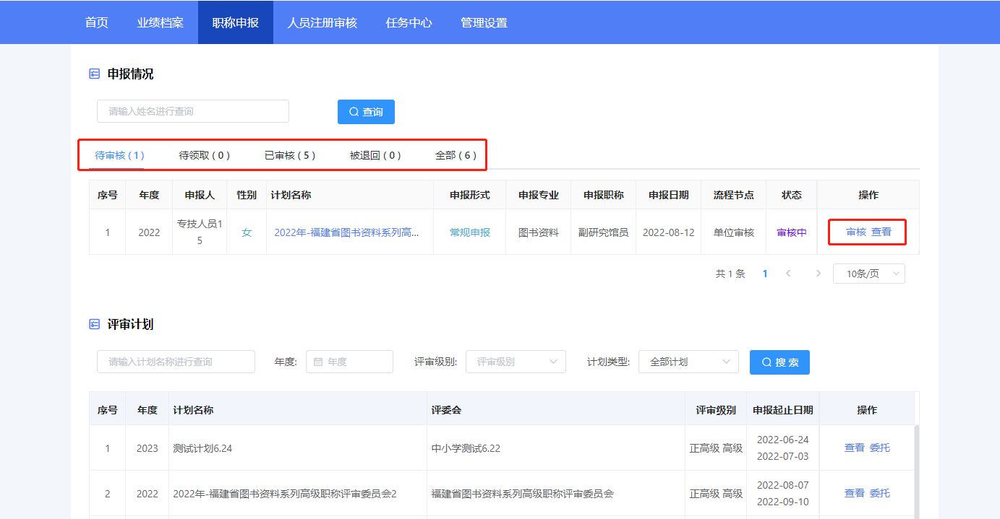 首页 业绩档案 职称申报 人员注册审核 任务中心 管理设置
申报情况
请输入姓名进行查询 查询
待审核 ( 1 ) 待领取 ( 0 ) 已审核 ( 5 ) 被退回 ( 0 ) 全部 ( 6 )
序号 年度 申报人 性别 计划名称 申报形式 申报专业 申报职称 申报日期 流程节点 状态 操作
1 2022 专技人员15 女 2022年-福建省图书资料系列高... 常规申报 图书资料 副研究馆员 2022-08-12 单位审核 审核中 审核 查看
共 1 条 1 10条/页
评审计划
请输入计划名称进行查询 年度: 年度 评审级别: 评审级别 计划类型: 全部计划 搜 索
序号 年度 计划名称 评委会 评审级别 申报起止日期 操作
1 2023 测试计划6.24 中小学测试6.22 正高级 高级 2022-06-24 2022-07-03 查看 委托
2 2022 2022年-福建省图书资料系列高级职称评审委员会2 福建省图书资料系列高级职称评审委员会 正高级 高级 2022-08-07 2022-09-10 查看 委托